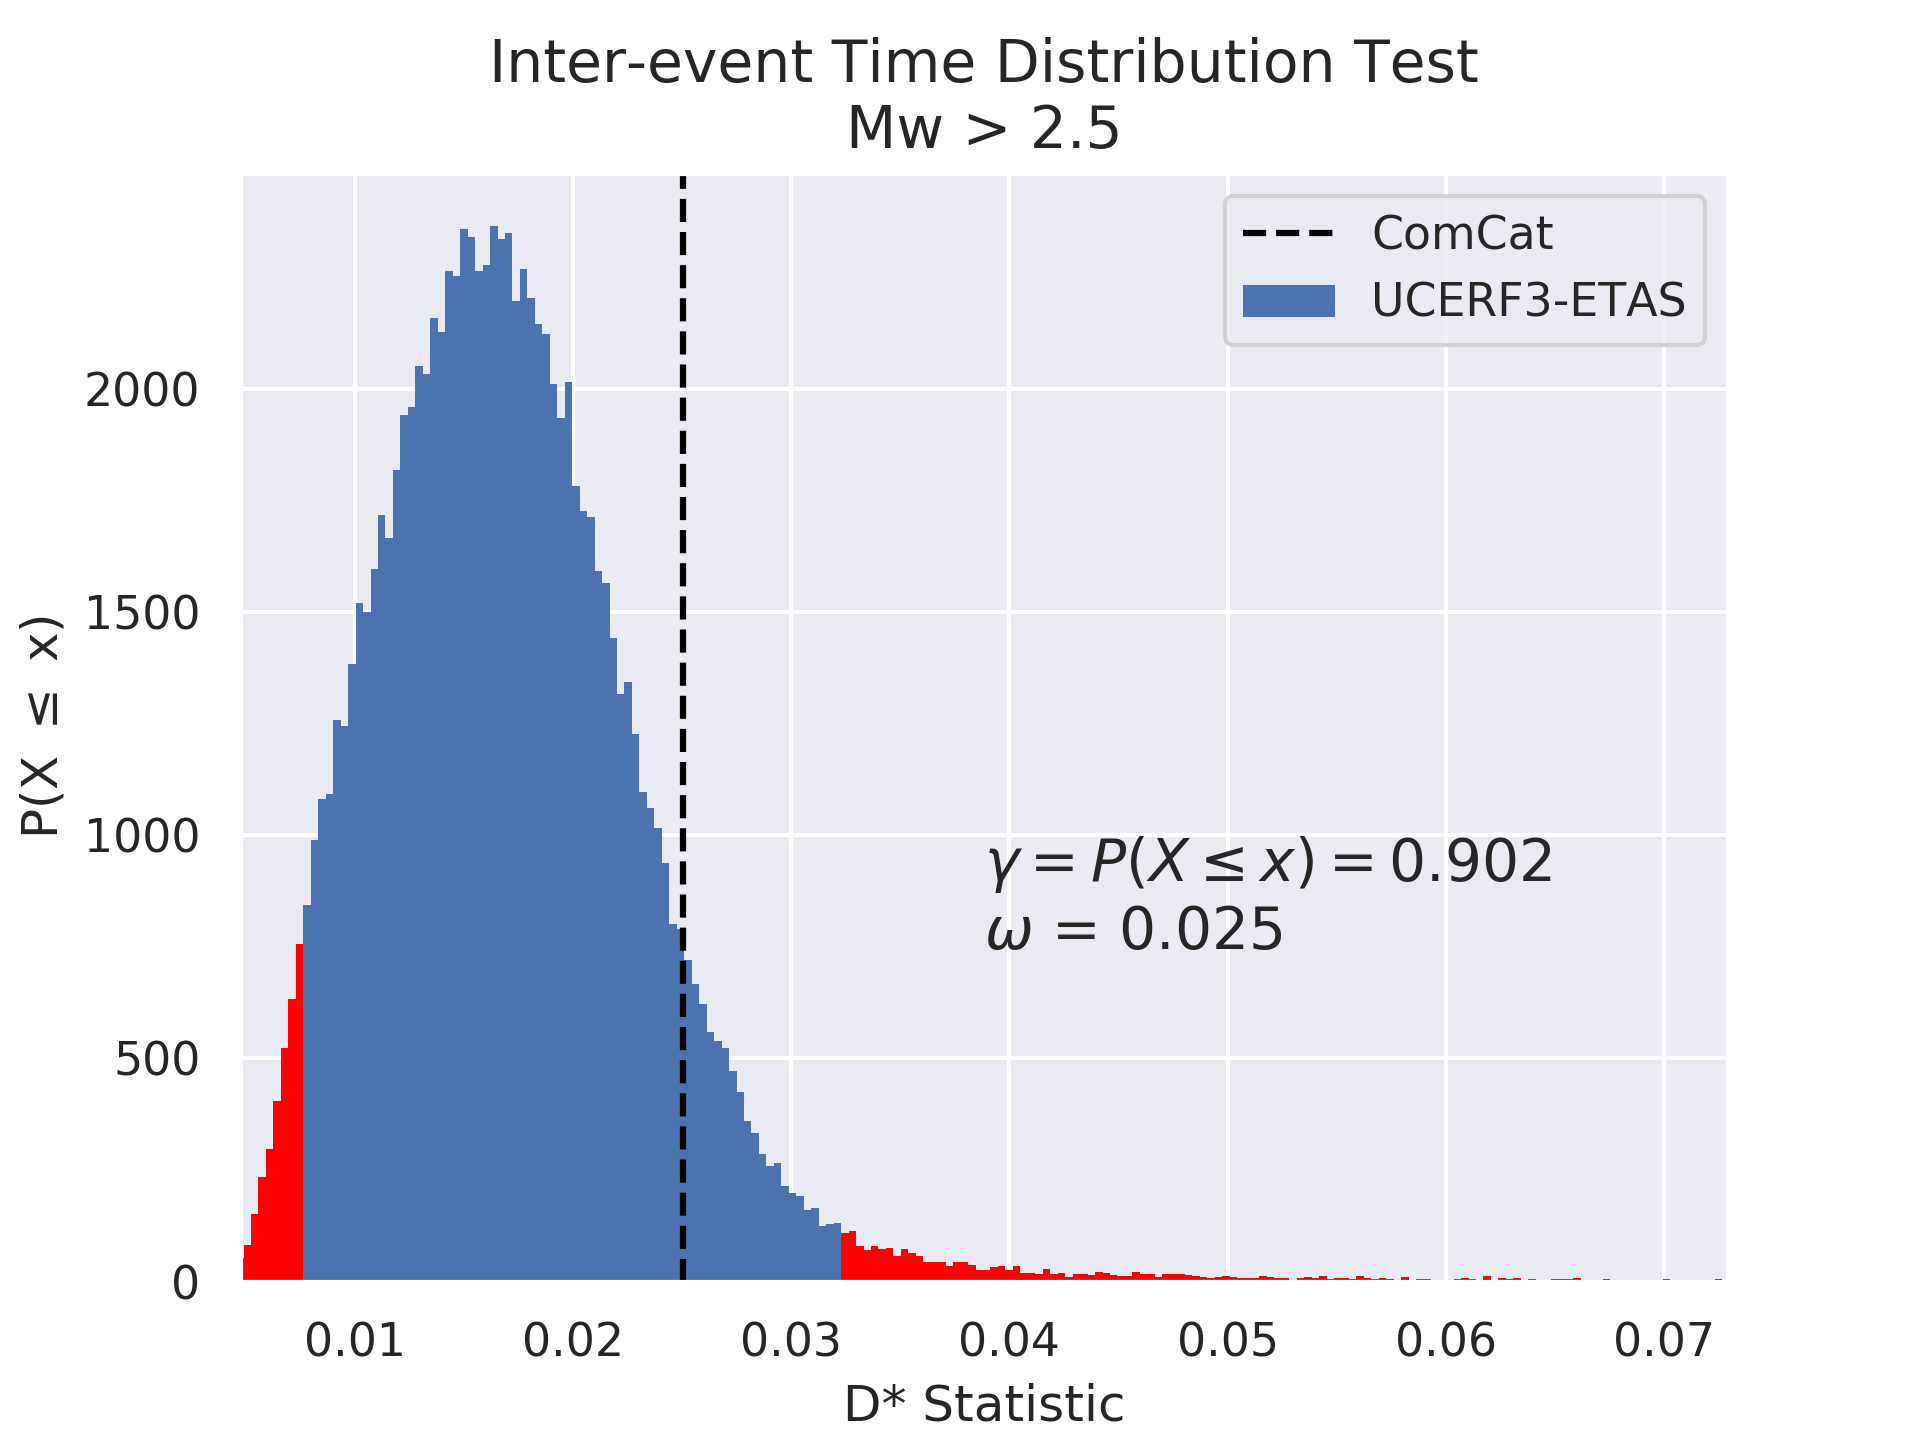 Inter-event Time Distribution Test
Mw > 2.5
ComCat
UCERF3-ETAS
P(X ≤ x)
2000
1500
1000
500
0
γ = P(X ≤ x) = 0.902
ω = 0.025
0.01 0.02 0.03 0.04 0.05 0.06 0.07
D* Statistic